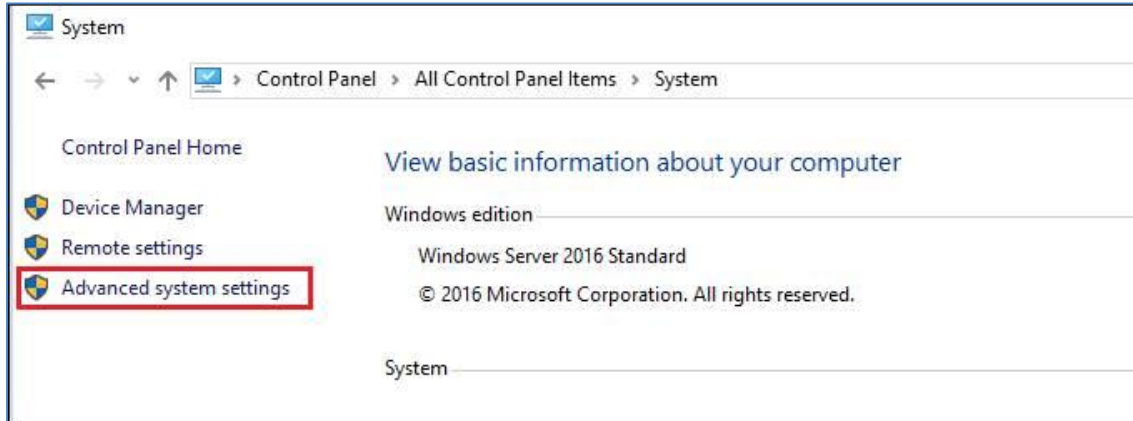 System
Control Panel > All Control Panel Items > System
Control Panel Home
Device Manager
Remote settings
Advanced system settings
View basic information about your computer
Windows edition
Windows Server 2016 Standard
© 2016 Microsoft Corporation. All rights reserved.
System